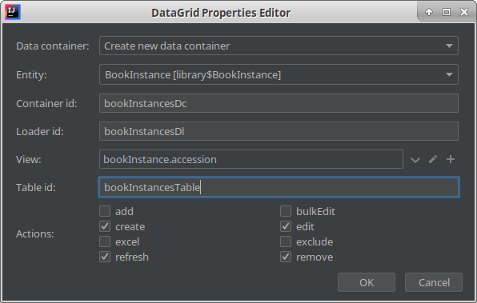 DataGrid Properties Editor
Data container: Create new data container
Entity: BookInstance [library$BookInstance]
Container id: bookInstancesDc
Loader id: bookInstancesDl
View: bookInstance.accession
Table id: bookInstancesTable
Actions:
add bulkEdit
create edit
excel exclude
refresh remove
OK Cancel